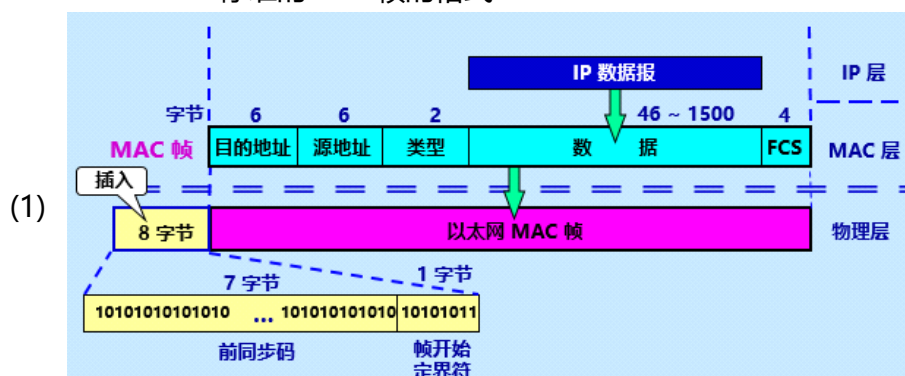 IP 数据报
IP 层
字节 6 6 2 46 ~ 1500 4
MAC 帧 目的地址 源地址 类型 数 据 FCS MAC 层
插入
(1)
8 字节 以太网 MAC 帧 物理层
7 字节 1 字节
10101010101010 ... 101010101010 10101011
前同步码 帧开始
定界符